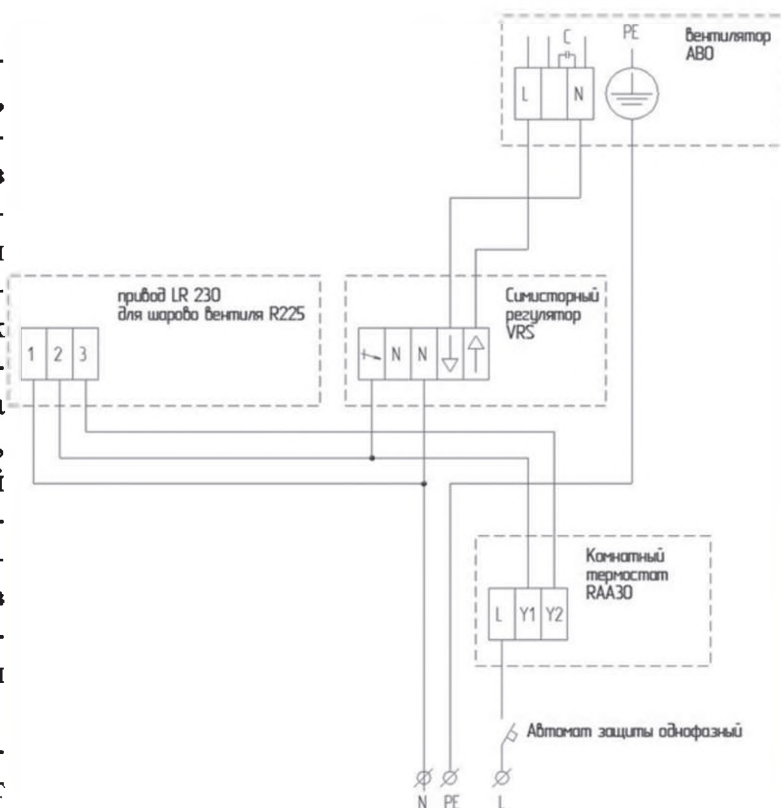 C
PE
вентилятор
АВО
L
N
привод LR 230
для шарово вентиля R225
Симисторный
регулятор
VRS
1 2 3
N N
Комнатный
термостат
RAA30
L Y1 Y2
Автомат защиты однофазный
N PE L